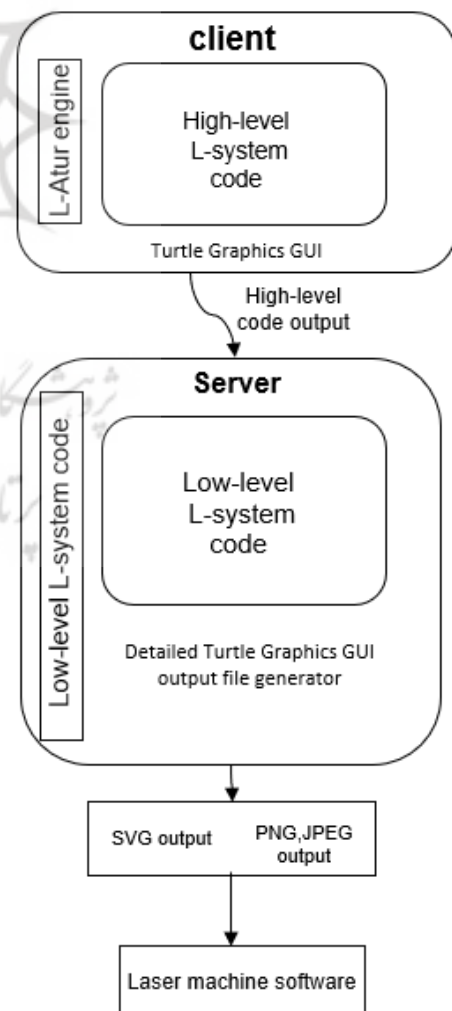 client
L-Atur engine
High-level
L-system
code
Turtle Graphics GUI
High-level
code output
Server
Low-level L-system code
Low-level
L-system
code
Detailed Turtle Graphics GUI
output file generator
SVG output
PNG,JPEG
output
Laser machine software